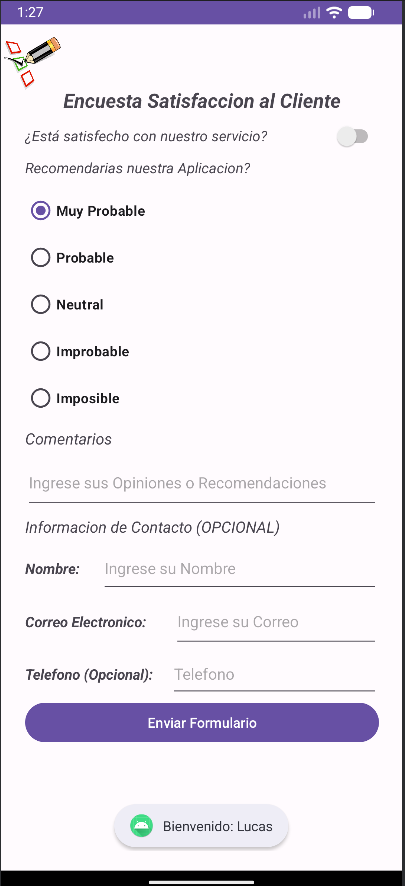 1:27
Encuesta Satisfaccion al Cliente
¿Está satisfecho con nuestro servicio?
Recomendarias nuestra Aplicacion?
Muy Probable
Probable
Neutral
Improbable
Imposible
Comentarios
Ingrese sus Opiniones o Recomendaciones
Informacion de Contacto (OPCIONAL)
Nombre: Ingrese su Nombre
Correo Electronico: Ingrese su Correo
Telefono (Opcional): Telefono
Enviar Formulario
Bienvenido: Lucas